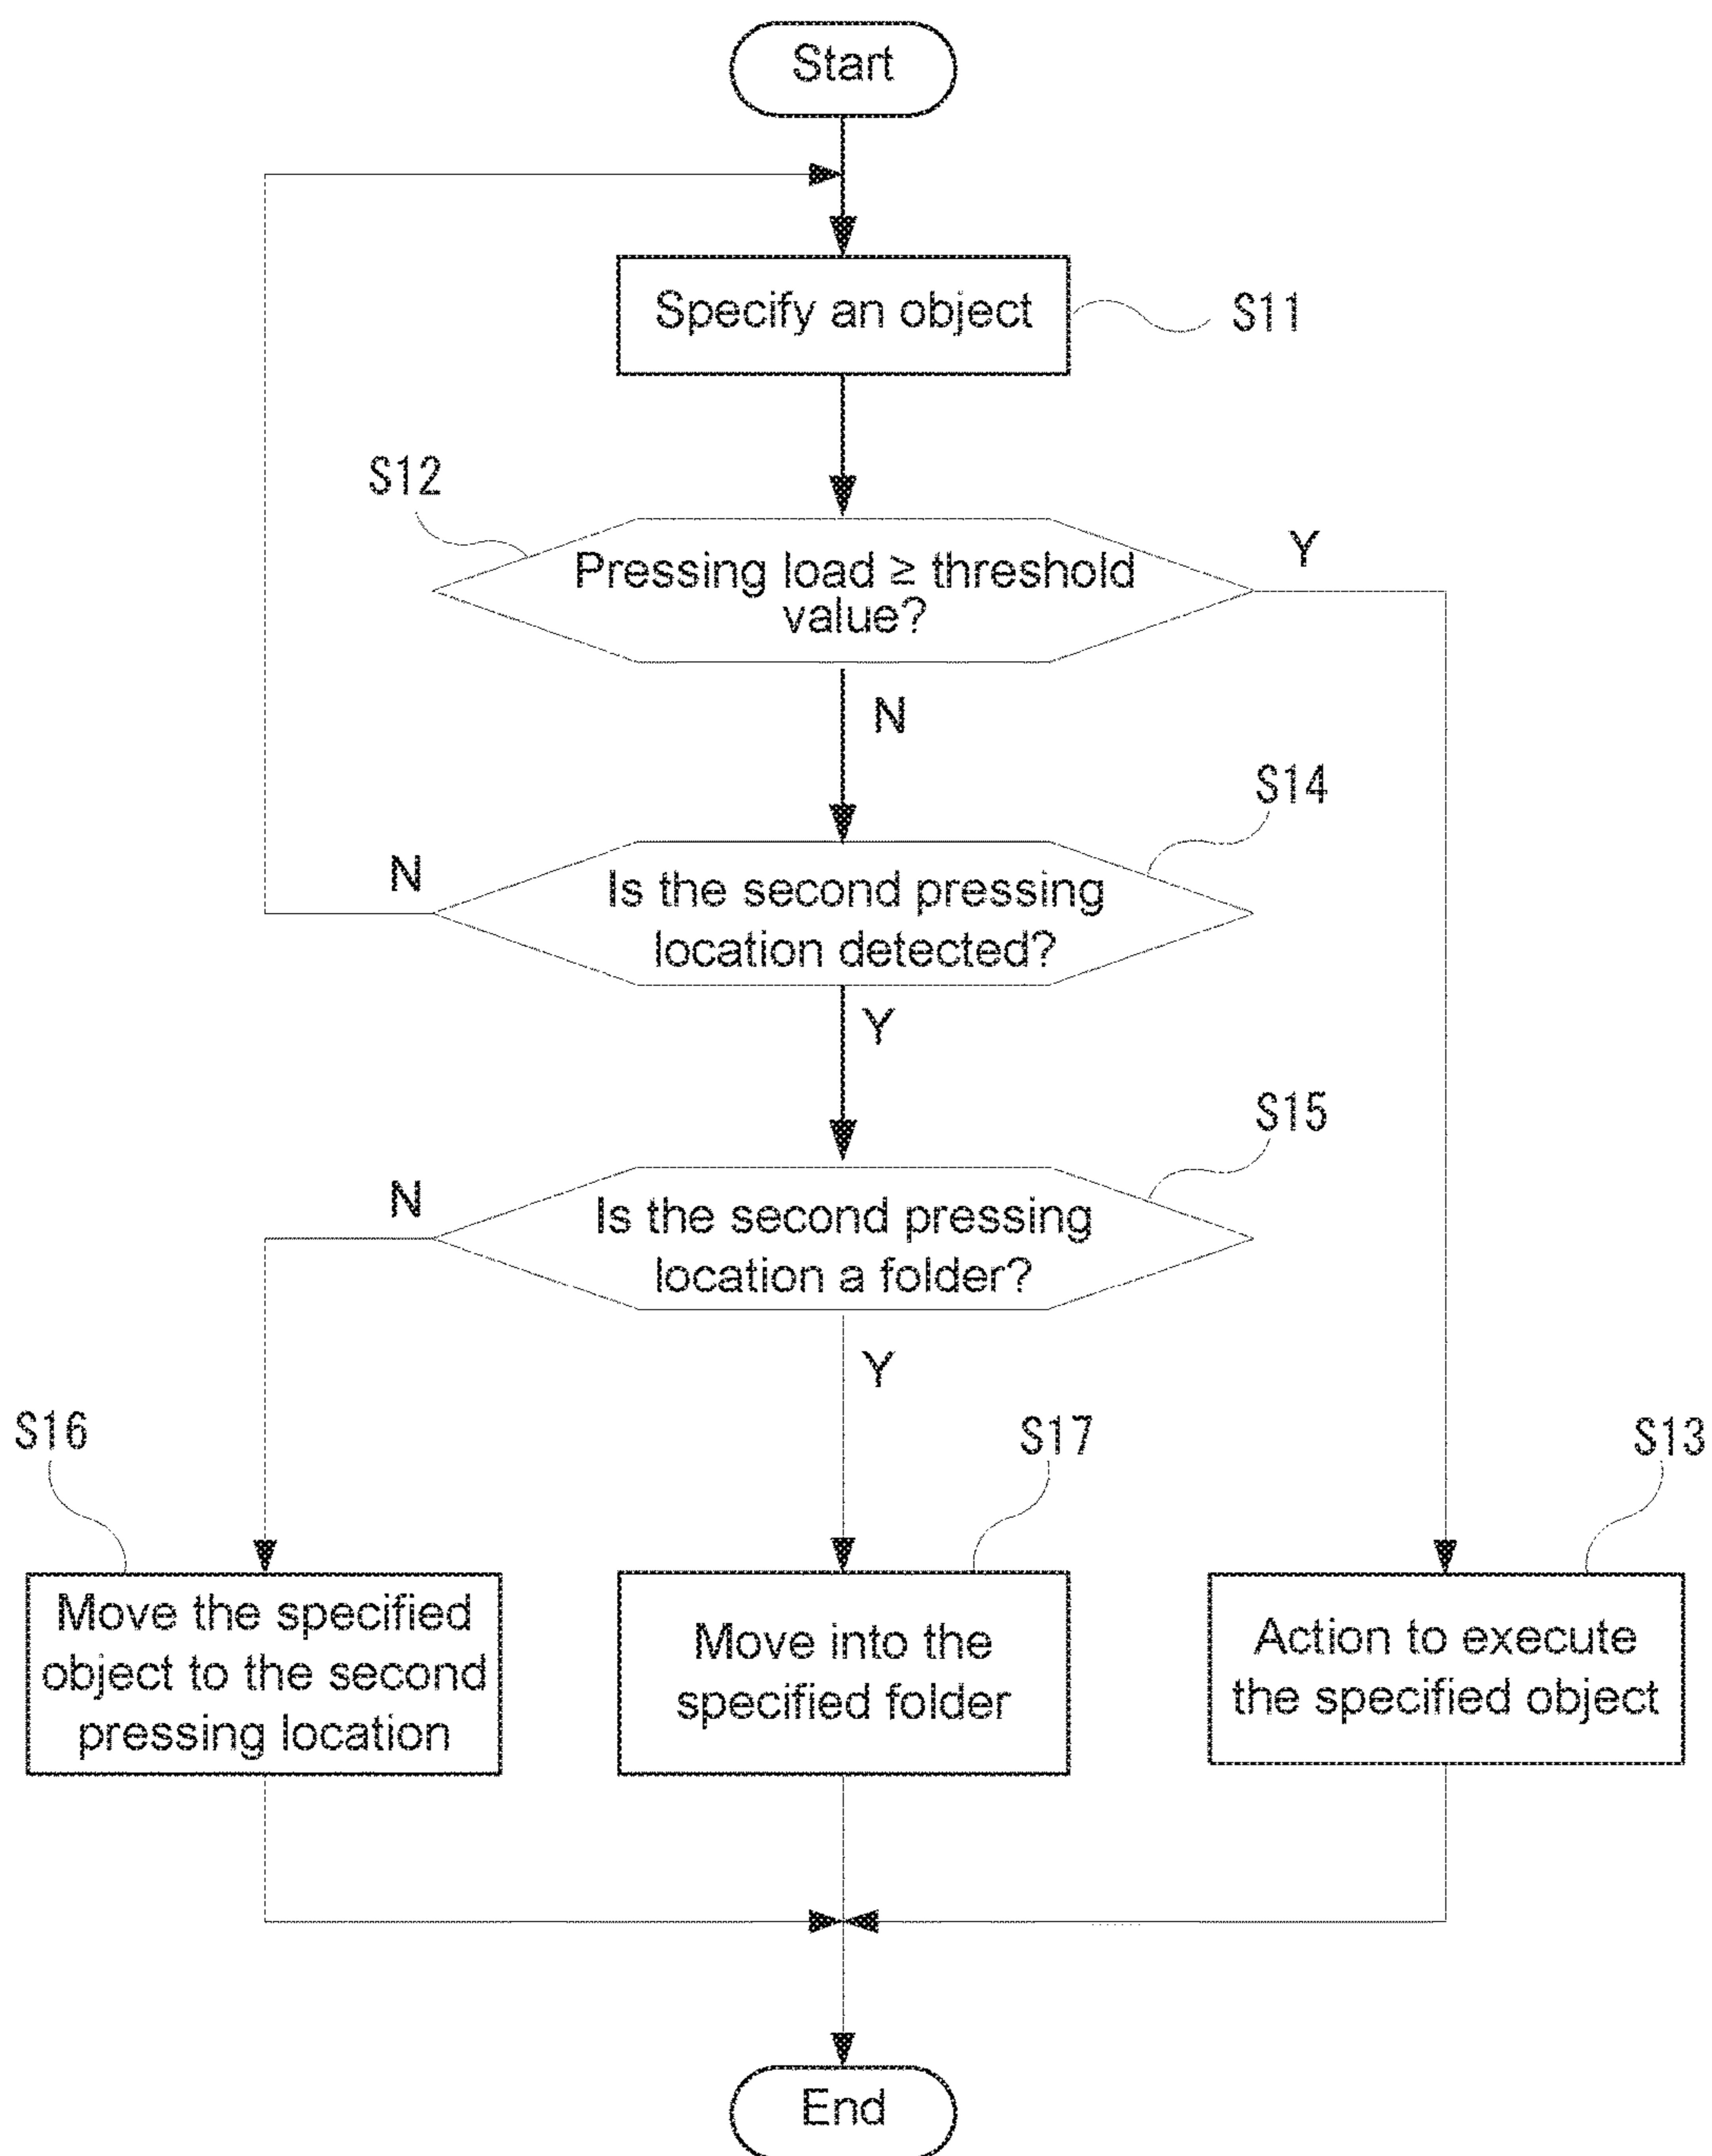 Start
Specify an object
S11
S12
Pressing load ≥ threshold
value?
Y
N
S14
N
Is the second pressing
location detected?
Y
S15
N
Is the second pressing
location a folder?
Y
S16
S17
S13
Move the specified
object to the second
pressing location
Move into the
specified folder
Action to execute
the specified object
End